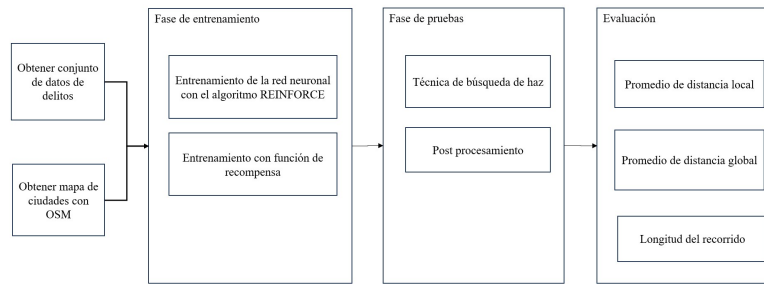 Obtener conjunto
de datos de
delitos
Obtener mapa de
ciudades con
OSM
Fase de entrenamiento
Entrenamiento de la red neuronal
con el algoritmo REINFORCE
Entrenamiento con función de
recompensa
Fase de pruebas
Técnica de búsqueda de haz
Post procesamiento
Evaluación
Promedio de distancia local
Promedio de distancia global
Longitud del recorrido